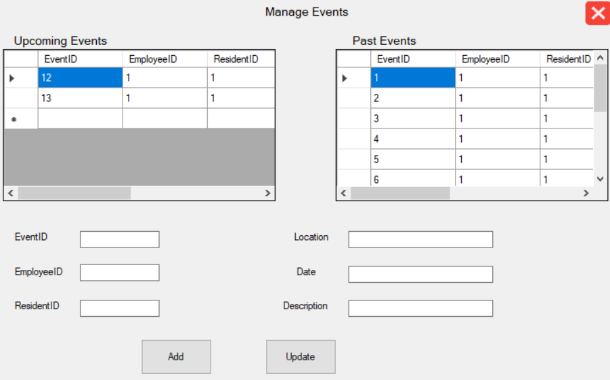 Manage Events
Upcoming Events
EventID EmployeeID ResidentID
12 1 1
13 1 1
Past Events
EventID EmployeeID ResidentID
1 1 1
2 1 1
3 1 1
4 1 1
5 1 1
6 1 1
EventID
EmployeeID
ResidentID
Location
Date
Description
Add
Update